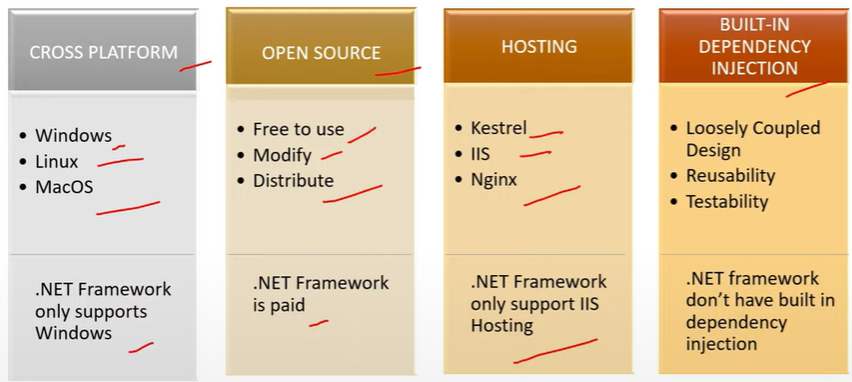 CROSS PLATFORM
• Windows
• Linux
• MacOS
.NET Framework
only supports
Windows
OPEN SOURCE
• Free to use
• Modify
• Distribute
.NET Framework
is paid
HOSTING
• Kestrel
• IIS
• Nginx
.NET Framework
only support IIS
Hosting
BUILT-IN
DEPENDENCY
INJECTION
• Loosely Coupled
Design
• Reusability
• Testability
.NET framework
don't have built in
dependency
injection